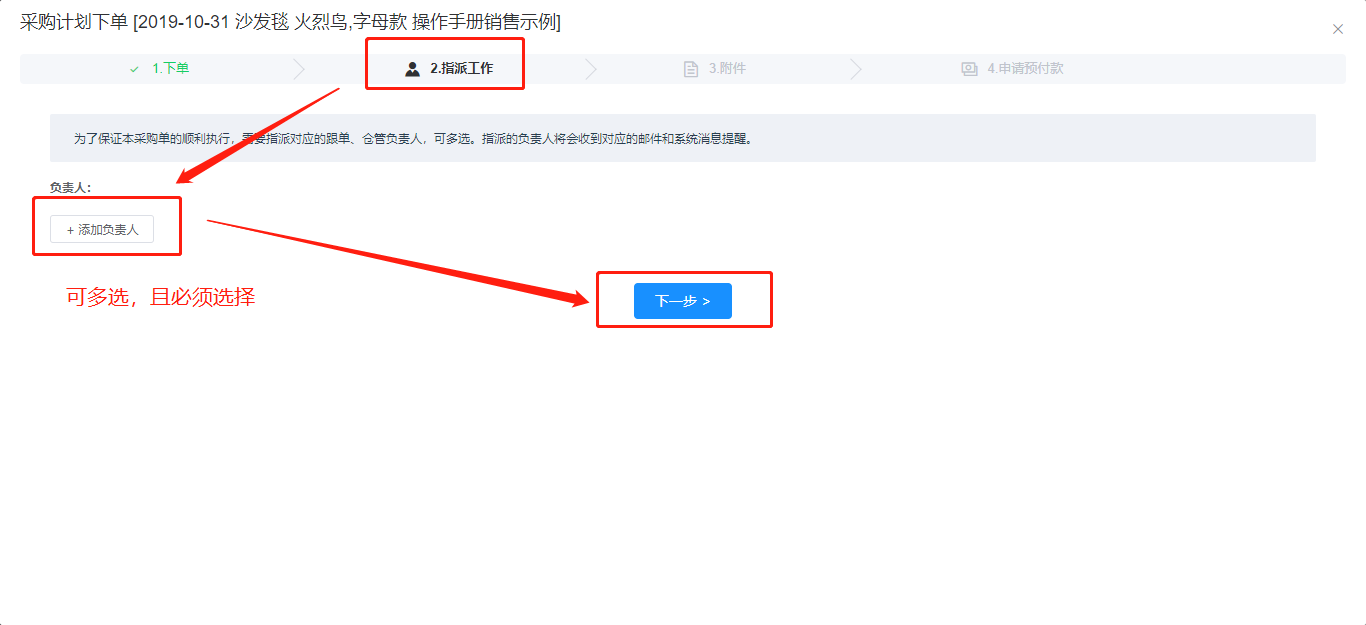 采购计划下单 [2019-10-31 沙发毯 火烈鸟,字母款 操作手册销售示例]
1.下单
2.指派工作
3.附件
4.申请预付款
为了保证本采购单的顺利执行，需要指派对应的跟单、仓管负责人，可多选。指派的负责人将会收到对应的邮件和系统消息提醒。
负责人：
+ 添加负责人
可多选，且必须选择
下一步 >